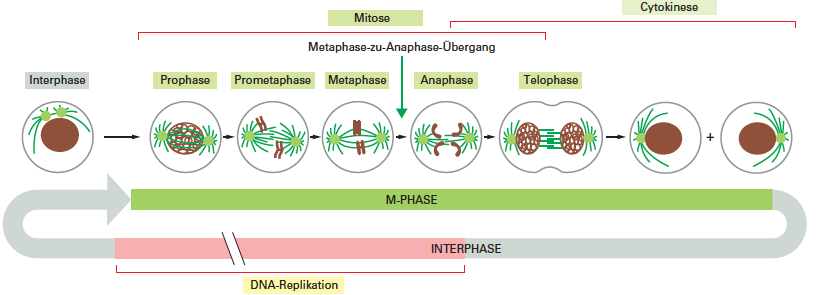 Mitose
Cytokinese
Metaphase-zu-Anaphase-Übergang
Interphase
Prophase
Prometaphase
Metaphase
Anaphase
Telophase
+
M-PHASE
INTERPHASE
DNA-Replikation